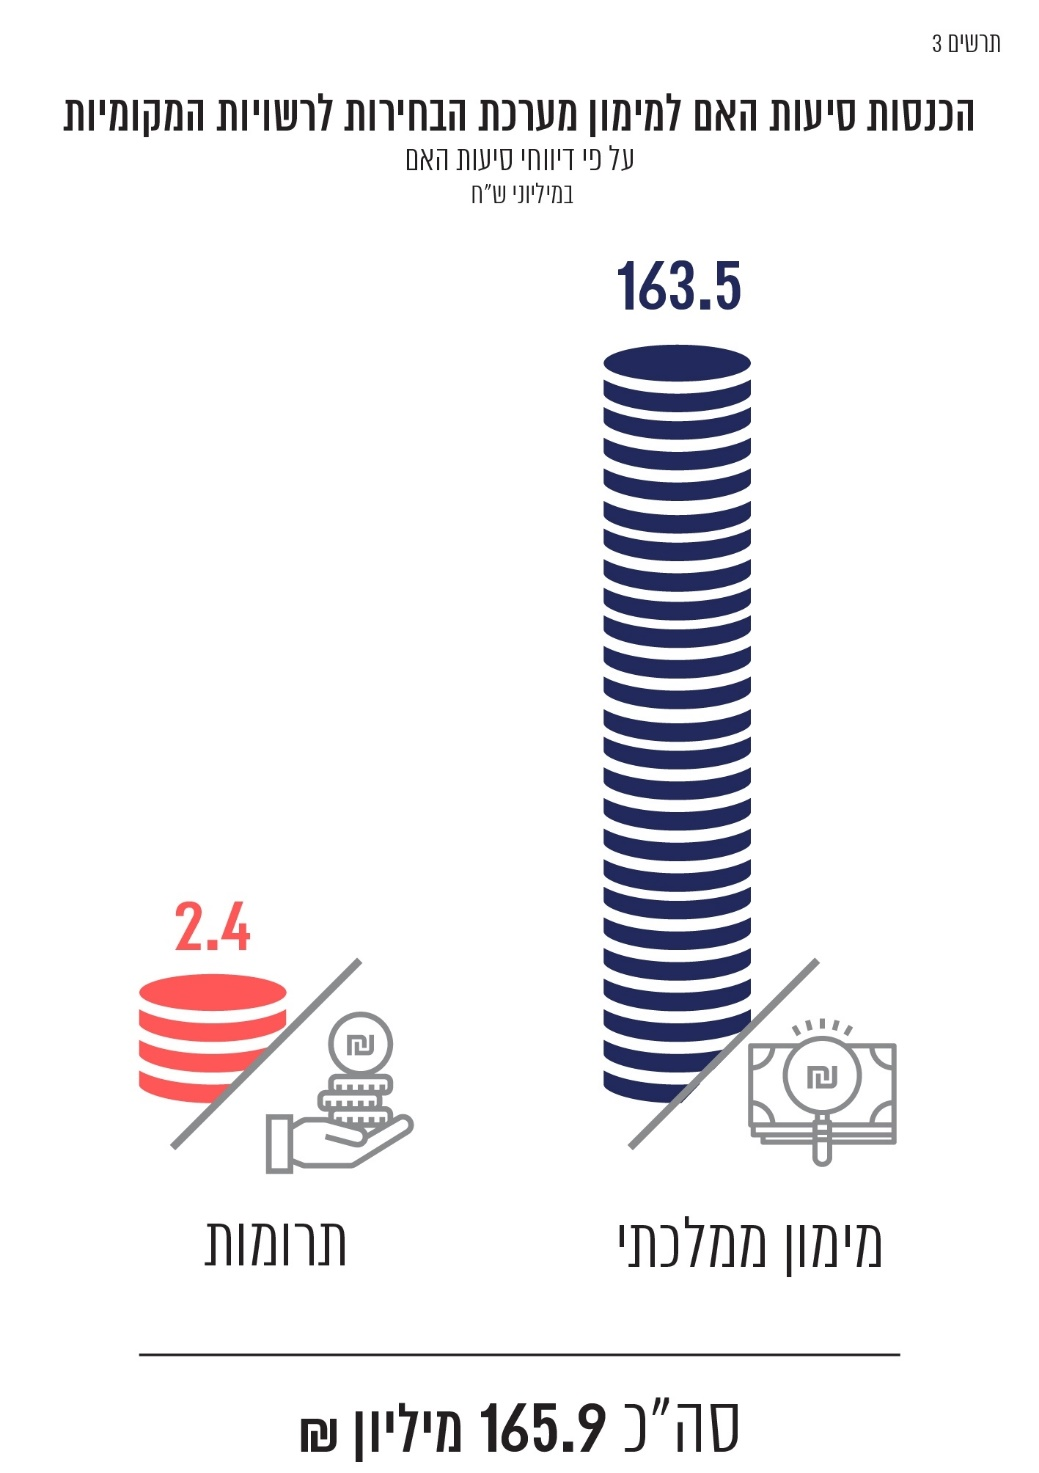 תרשים 3
הכנסות סיעות האם למימון מערכת הבחירות לרשויות המקומיות
על פי דיווחי סיעות האם
במיליוני ש"ח
163.5
2.4
₪
₪
מימון ממלכתי
תרומות
סה"כ 165.9 מיליון ₪